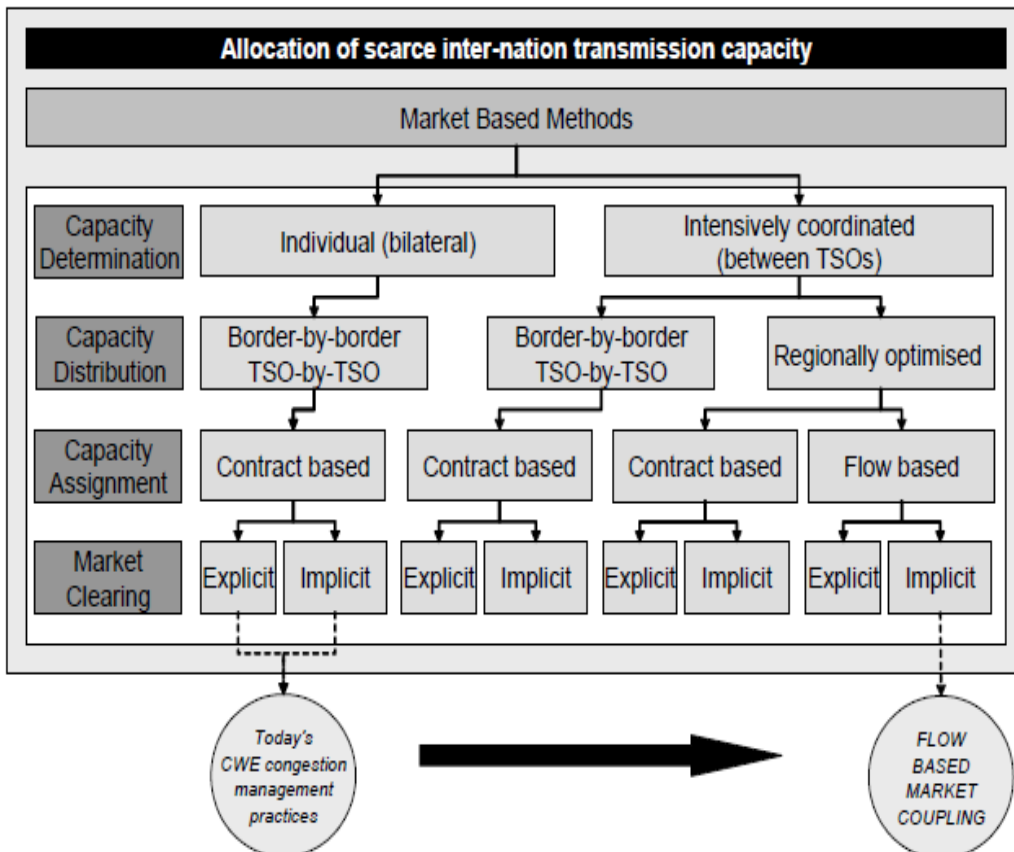 Allocation of scarce inter-nation transmission capacity
Market Based Methods
Capacity
Determination
Individual (bilateral)
Intensively coordinated
(between TSOs)
Capacity
Distribution
Border-by-border
TSO-by-TSO
Border-by-border
TSO-by-TSO
Regionally optimised
Capacity
Assignment
Contract based
Contract based
Contract based
Flow based
Market
Clearing
Explicit
Implicit
Explicit
Implicit
Explicit
Implicit
Explicit
Implicit
Today's
CWE congestion
management
practices
FLOW
BASED
MARKET
COUPLING